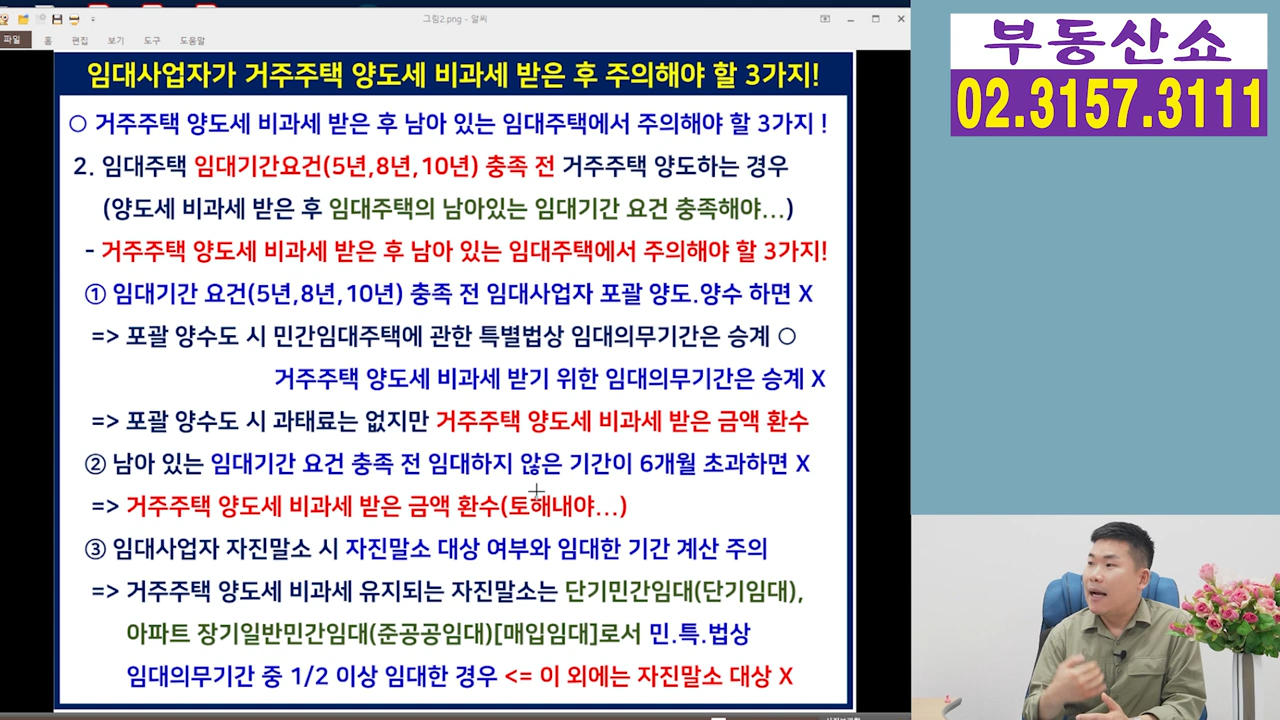 그림2.png - 알씨
파일 홈 편집 보기 도구 도움말
임대사업자가 거주주택 양도세 비과세 받은 후 주의해야 할 3가지!
○ 거주주택 양도세 비과세 받은 후 남아 있는 임대주택에서 주의해야 할 3가지 !
2. 임대주택 임대기간요건(5년,8년,10년) 충족 전 거주주택 양도하는 경우
(양도세 비과세 받은 후 임대주택의 남아있는 임대기간 요건 충족해야...)
- 거주주택 양도세 비과세 받은 후 남아 있는 임대주택에서 주의해야 할 3가지!
① 임대기간 요건(5년,8년,10년) 충족 전 임대사업자 포괄 양도.양수 하면 X
=> 포괄 양수도 시 민간임대주택에 관한 특별법상 임대의무기간은 승계 ○
거주주택 양도세 비과세 받기 위한 임대의무기간은 승계 X
=> 포괄 양수도 시 과태료는 없지만 거주주택 양도세 비과세 받은 금액 환수
② 남아 있는 임대기간 요건 충족 전 임대하지 않은 기간이 6개월 초과하면 X
=> 거주주택 양도세 비과세 받은 금액 환수(토해내야...)
③ 임대사업자 자진말소 시 자진말소 대상 여부와 임대한 기간 계산 주의
=> 거주주택 양도세 비과세 유지되는 자진말소는 단기민간임대(단기임대),
아파트 장기일반민간임대(준공공임대)[매입임대]로서 민.특.법상
임대의무기간 중 1/2 이상 임대한 경우 <= 이 외에는 자진말소 대상 X
부동산쇼
02.3157.3111